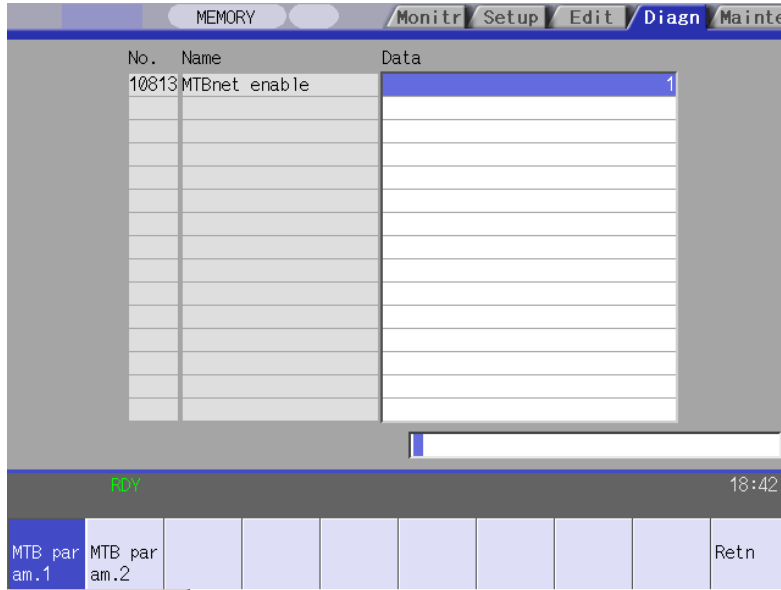 MEMORY
Monitr Setup Edit Diagn Mainte
No. Name Data
10813 MTBnet enable 1
RDY 18:42
MTB par MTB par Retn
am.1 am.2